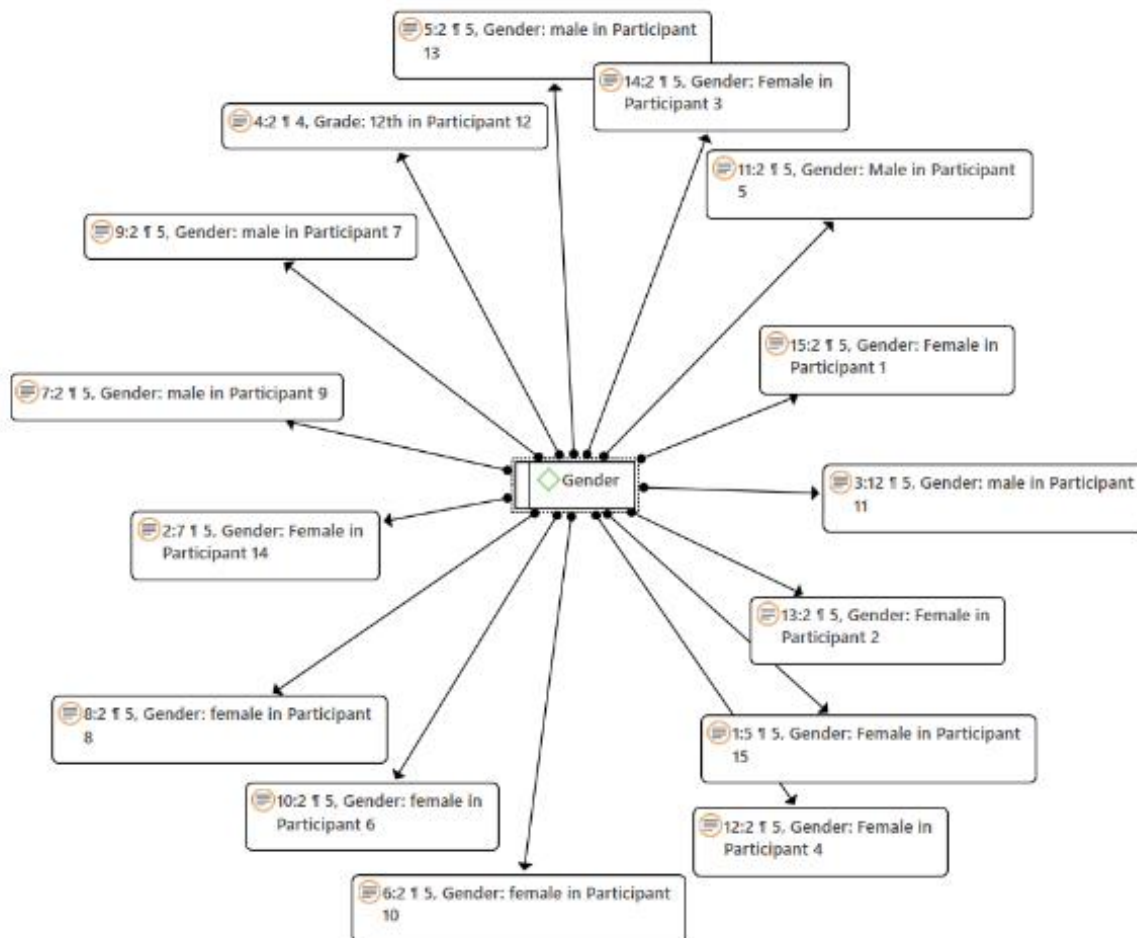 5:2 ¶ 5, Gender: male in Participant
13
14:2 ¶ 5, Gender: Female in
Participant 3
4:2 ¶ 4, Grade: 12th in Participant 12
11:2 ¶ 5, Gender: Male in Participant
5
9:2 ¶ 5, Gender: male in Participant 7
15:2 ¶ 5, Gender: Female in
Participant 1
7:2 ¶ 5, Gender: male in Participant 9
Gender
3:12 ¶ 5, Gender: male in Participant
11
2:7 ¶ 5, Gender: Female in
Participant 14
13:2 ¶ 5, Gender: Female in
Participant 2
8:2 ¶ 5, Gender: female in Participant
8
1:5 ¶ 5, Gender: Female in Participant
15
10:2 ¶ 5, Gender: female in
Participant 6
12:2 ¶ 5, Gender: Female in
Participant 4
6:2 ¶ 5, Gender: female in Participant
10